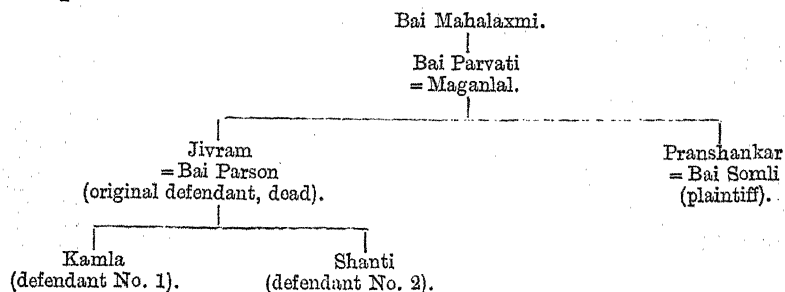 Bai Mahalaxmi.
Bai Parvati
= Maganlal.
Jivram
= Bai Parson
(original defendant, dead).
Pranshankar
= Bai Somli
(plaintiff).
Kamla
(defendant No. 1).
Shanti
(defendant No. 2).